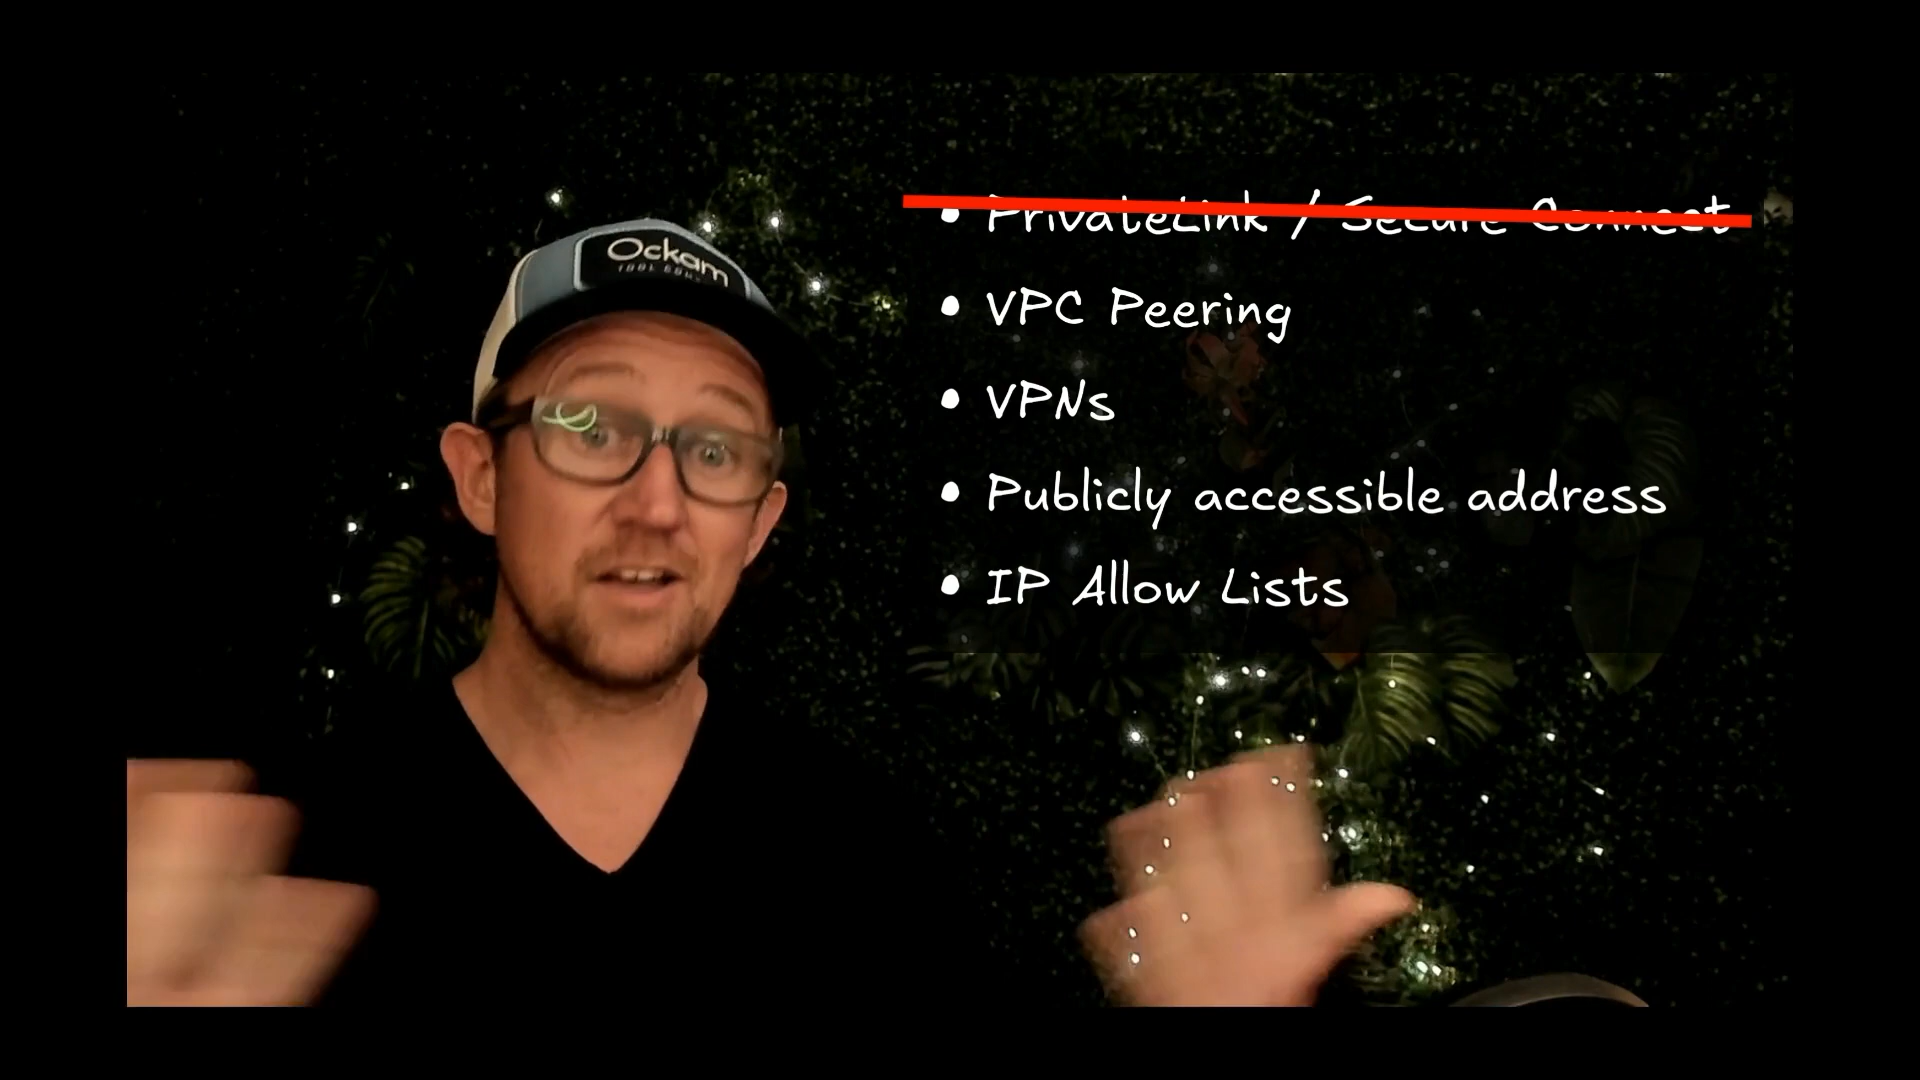 Ockam
• PrivateLink / Secure Connect
• VPC Peering
• VPNs
• Publicly accessible address
• IP Allow Lists